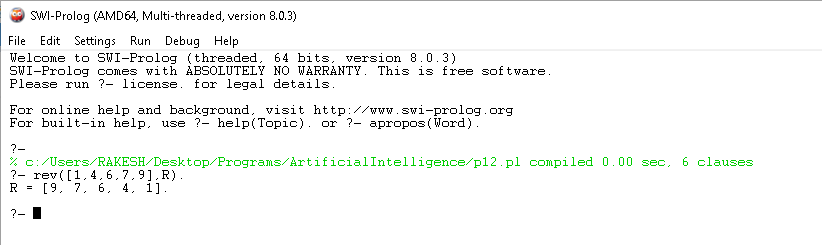 SWI-Prolog (AMD64, Multi-threaded, version 8.0.3)
File Edit Settings Run Debug Help
Welcome to SWI-Prolog (threaded, 64 bits, version 8.0.3)
SWI-Prolog comes with ABSOLUTELY NO WARRANTY. This is free software.
Please run ?- license. for legal details.
For online help and background, visit http://www.swi-prolog.org
For built-in help, use ?- help(Topic). or ?- apropos(Word).
?-
% c:/Users/RAKESH/Desktop/Programs/ArtificialIntelligence/p12.pl compiled 0.00 sec, 6 clauses
?- rev([1,4,6,7,9],R).
R = [9, 7, 6, 4, 1].
?-